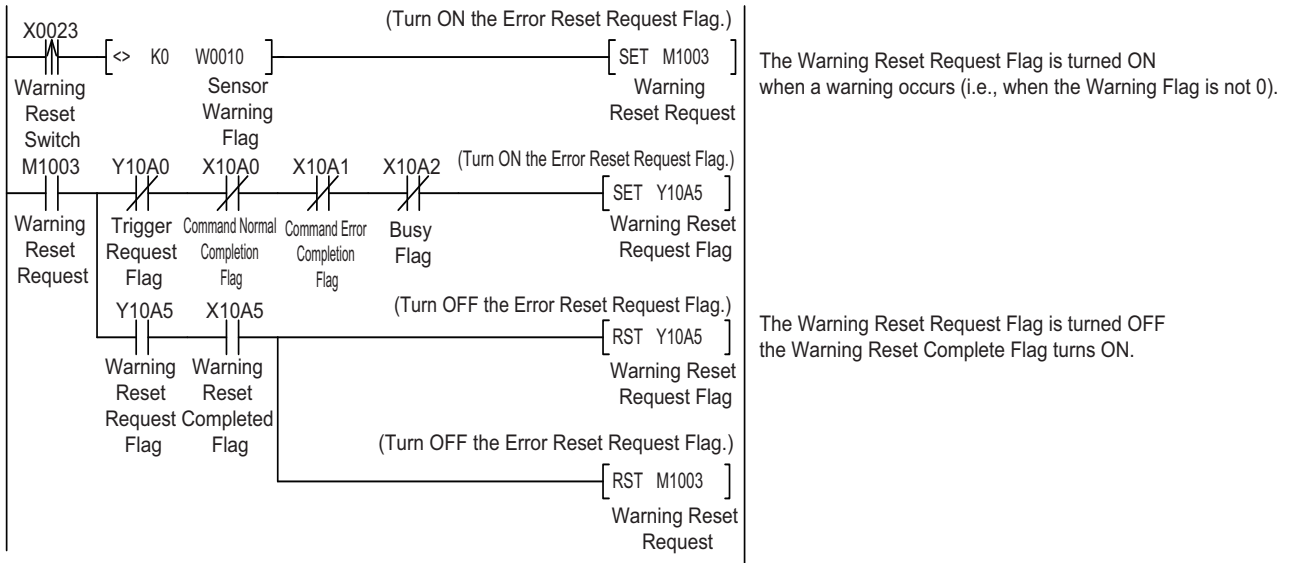 (Turn ON the Error Reset Request Flag.)
X0023
<> K0 W0010
SET M1003
Warning
Reset
Switch
Sensor
Warning
Flag
Warning
Reset Request
The Warning Reset Request Flag is turned ON
when a warning occurs (i.e., when the Warning Flag is not 0).
M1003 Y10A0 X10A0 X10A1 X10A2 (Turn ON the Error Reset Request Flag.)
SET Y10A5
Warning
Reset
Request
Trigger
Request
Flag
Command Normal
Completion
Flag
Command Error
Completion
Flag
Busy
Flag
Warning Reset
Request Flag
Y10A5 X10A5 (Turn OFF the Error Reset Request Flag.)
RST Y10A5
Warning
Reset
Request
Flag
Warning
Reset
Completed
Flag
Warning Reset
Request Flag
The Warning Reset Request Flag is turned OFF
the Warning Reset Complete Flag turns ON.
(Turn OFF the Error Reset Request Flag.)
RST M1003
Warning Reset
Request